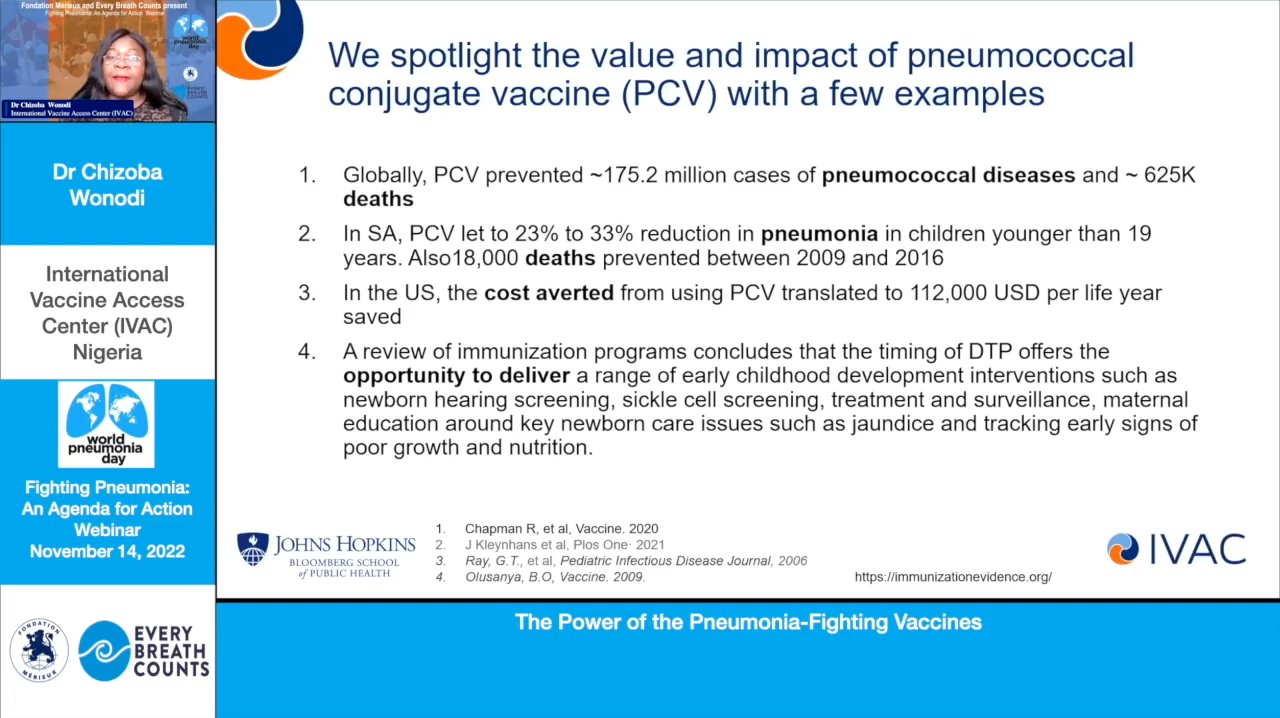 Fondation Mérieux and Every Breath Counts present
Fighting Pneumonia: An Agenda for Action Webinar
Dr Chizoba Wonodi
International Vaccine Access Center (IVAC)
EVERY
BREATH
COUNTS
Dr Chizoba
Wonodi
International
Vaccine Access
Center (IVAC)
Nigeria
world
pneumonia
day
Fighting Pneumonia:
An Agenda for Action
Webinar
November 14, 2022
FONDATION
MÉRIEUX
EVERY
BREATH
COUNTS
We spotlight the value and impact of pneumococcal
conjugate vaccine (PCV) with a few examples
1. Globally, PCV prevented ~175.2 million cases of pneumococcal diseases and ~ 625K
deaths
2. In SA, PCV let to 23% to 33% reduction in pneumonia in children younger than 19
years. Also18,000 deaths prevented between 2009 and 2016
3. In the US, the cost averted from using PCV translated to 112,000 USD per life year
saved
4. A review of immunization programs concludes that the timing of DTP offers the
opportunity to deliver a range of early childhood development interventions such as
newborn hearing screening, sickle cell screening, treatment and surveillance, maternal
education around key newborn care issues such as jaundice and tracking early signs of
poor growth and nutrition.
JOHNS HOPKINS
BLOOMBERG SCHOOL
of PUBLIC HEALTH
1. Chapman R, et al, Vaccine. 2020
2. J Kleynhans et al, Plos One· 2021
3. Ray, G.T., et al, Pediatric Infectious Disease Journal, 2006
4. Olusanya, B.O, Vaccine. 2009.
https://immunizationevidence.org/
IVAC
The Power of the Pneumonia-Fighting Vaccines